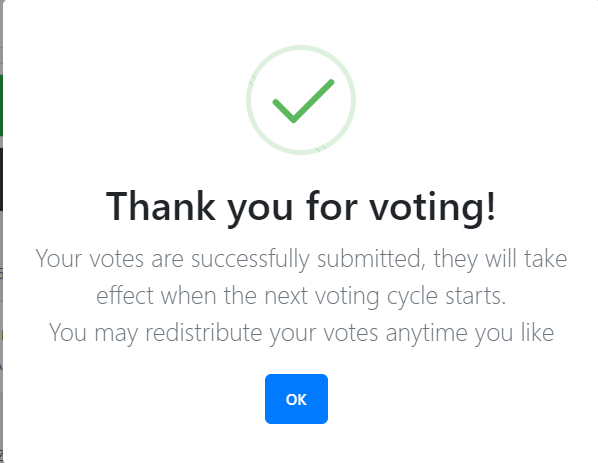 Thank you for voting!
Your votes are successfully submitted, they will take
effect when the next voting cycle starts.
You may redistribute your votes anytime you like
OK